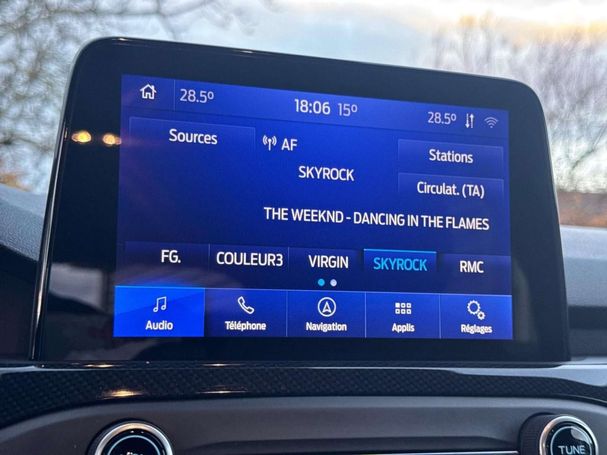 28.5° 18:06 15° 28.5°
Sources
AF
Stations
SKYROCK
Circulat. (TA)
THE WEEKND - DANCING IN THE FLAMES
FG. COULEUR3 VIRGIN SKYROCK RMC
Audio Téléphone Navigation Applis Réglages
TUNE